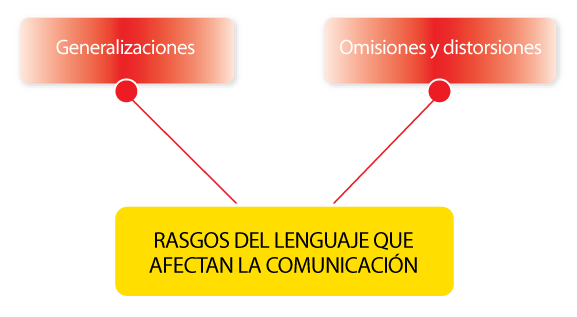 Generalizaciones
Omisiones y distorsiones
RASGOS DEL LENGUAJE QUE
AFECTAN LA COMUNICACIÓN